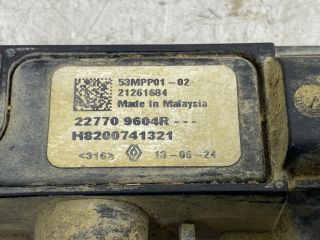 53MPP01-02
21261684
Made in Malaysia
22770 9604R ---
H8200741321
<316> 13-06-24